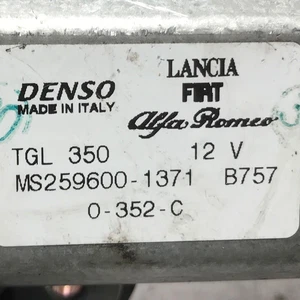 DENSO
MADE IN ITALY
LANCIA
FIAT
Alfa Romeo
TGL 350 12 V
MS259600-1371 B757
0-352-C